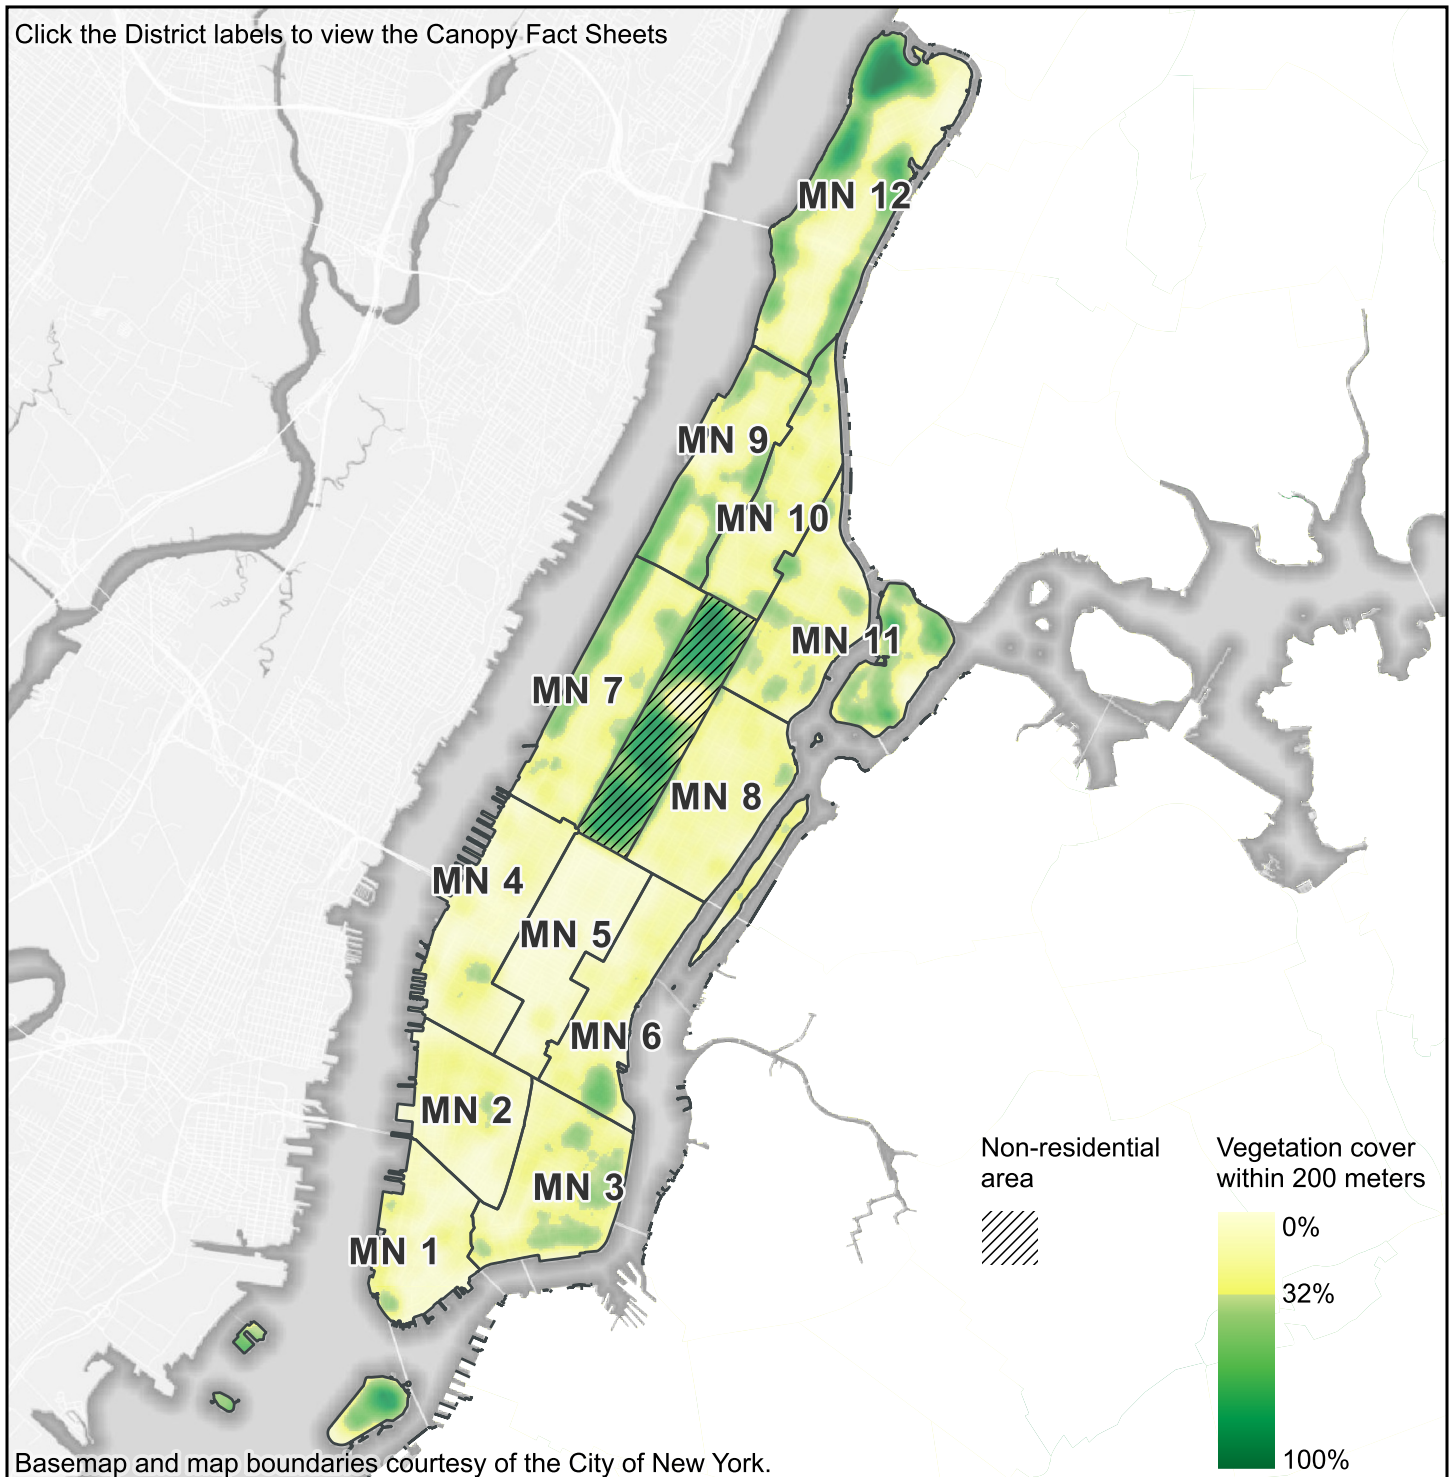 Click the District labels to view the Canopy Fact Sheets
MN 12
MN 9
MN 10
MN 11
MN 7
MN 8
MN 4
MN 5
MN 6
MN 2
MN 3
MN 1
Non-residential
area
Vegetation cover
within 200 meters
0%
32%
100%
Basemap and map boundaries courtesy of the City of New York.